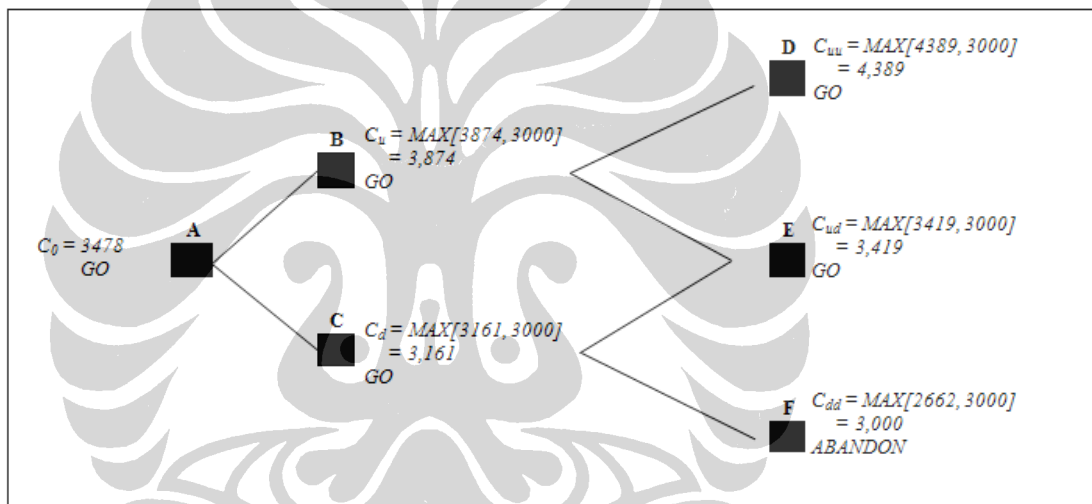 D
C_uu = MAX[4389, 3000]
= 4,389
GO
B
C_u = MAX[3874, 3000]
= 3,874
GO
A
C_0 = 3478
GO
E
C_ud = MAX[3419, 3000]
= 3,419
GO
C
C_d = MAX[3161, 3000]
= 3,161
GO
F
C_dd = MAX[2662, 3000]
= 3,000
ABANDON